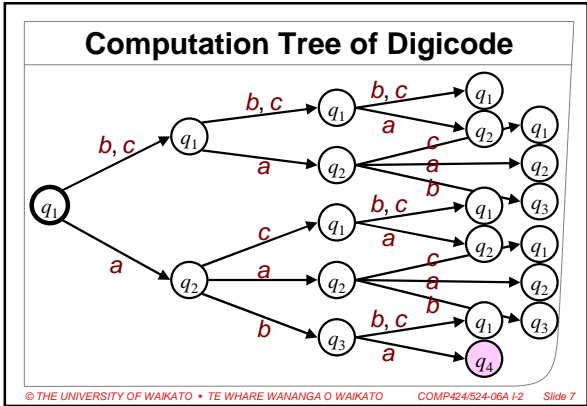 Computation Tree of Digicode
b, c
q1
b, c
q1
a
q2
c
q1
q1
b, c
a
q2
a
q2
b
q3
q1
a
q2
c
q1
b, c
q1
a
q2
c
q1
a
q2
a
q2
b
q3
b
q3
b, c
q1
a
q4
© THE UNIVERSITY OF WAIKATO • TE WHARE WANANGA O WAIKATO COMP424/524-06A I-2 Slide 7